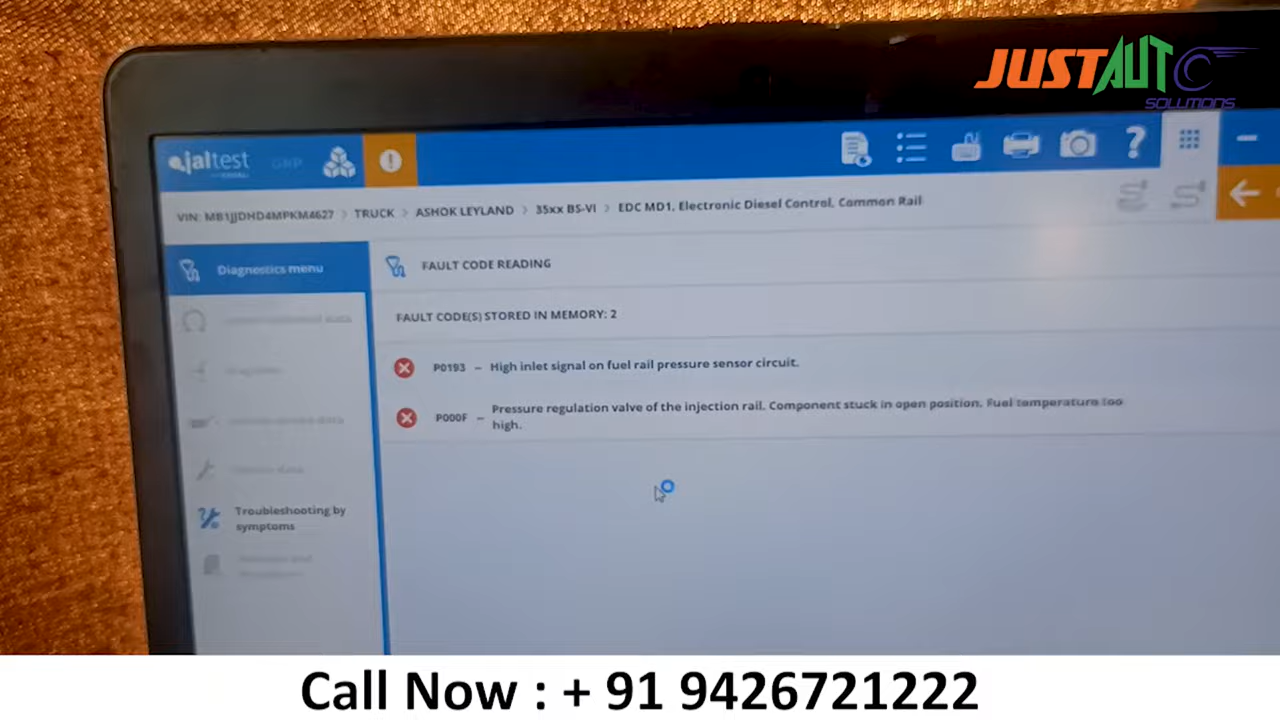 JUSTAUTO
SOLUTIONS
jaltest
GRP
VIN: MB1JJDHD4MPKM4627 > TRUCK > ASHOK LEYLAND > 35xx BS-VI > EDC MD1, Electronic Diesel Control, Common Rail
Diagnostics menu
FAULT CODE READING
FAULT CODE(S) STORED IN MEMORY: 2
P0193 – High inlet signal on fuel rail pressure sensor circuit.
P000F – Pressure regulation valve of the injection rail. Component stuck in open position. Fuel temperature too
high.
Troubleshooting by
symptoms
Call Now : + 91 9426721222